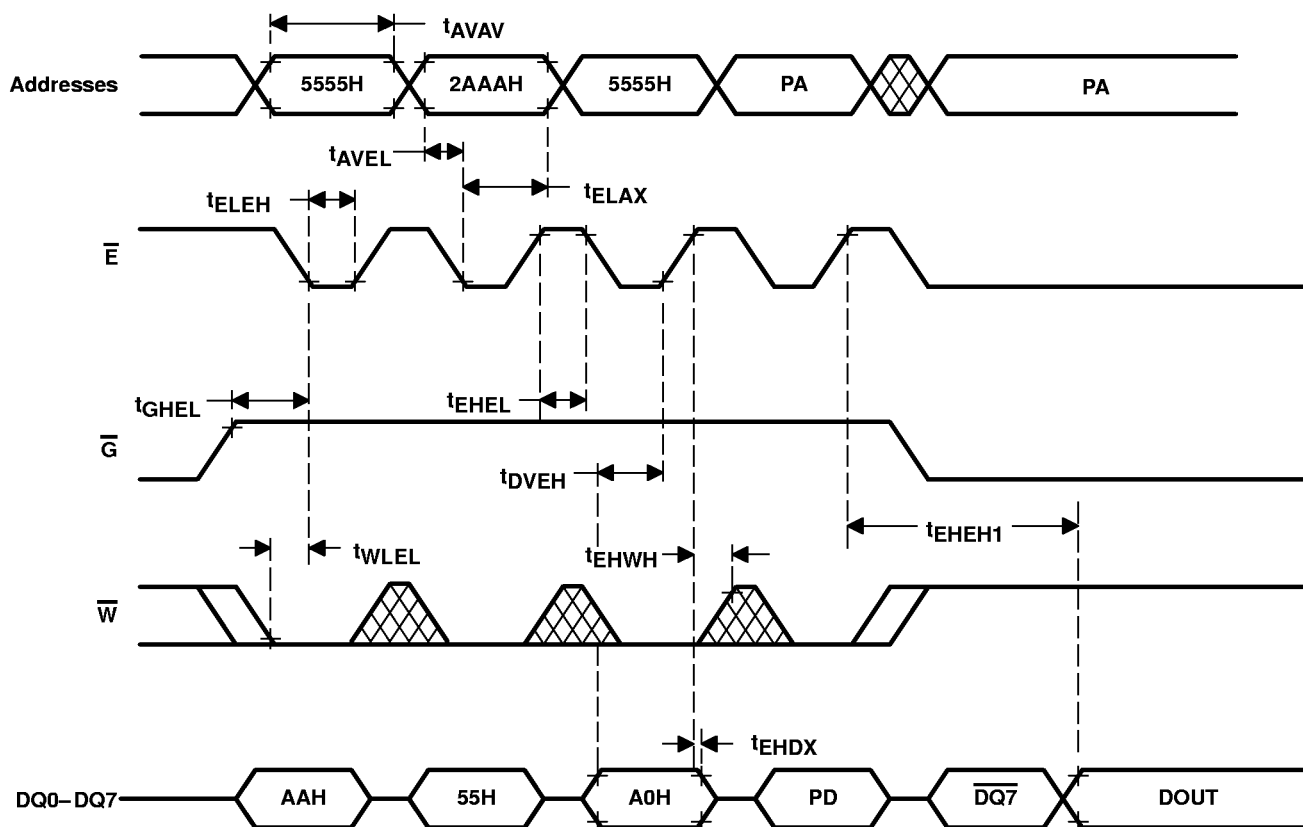 tAVAV
Addresses 5555H 2AAAH 5555H PA PA
tAVEL
tELEH tELAX
E̅
tGHEL tEHEL
G̅
tDVEH
tEHEH1
tWLEL tEHWH
W̅
tEHDX
DQ0–DQ7 AAH 55H A0H PD D̅Q̅7̅ DOUT